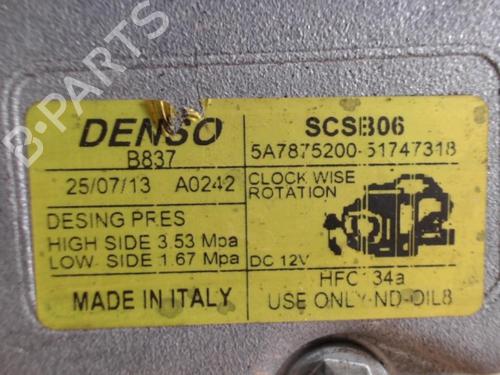 B-PARTS
DENSO
B837
SCSB06
5A7875200-51747318
25/07/13 A0242
CLOCK WISE
ROTATION
DESING PRES
HIGH SIDE 3.53 Mpa
LOW SIDE 1.67 Mpa
DC 12V
MADE IN ITALY
HFC 34a
USE ONLY-ND-OIL8